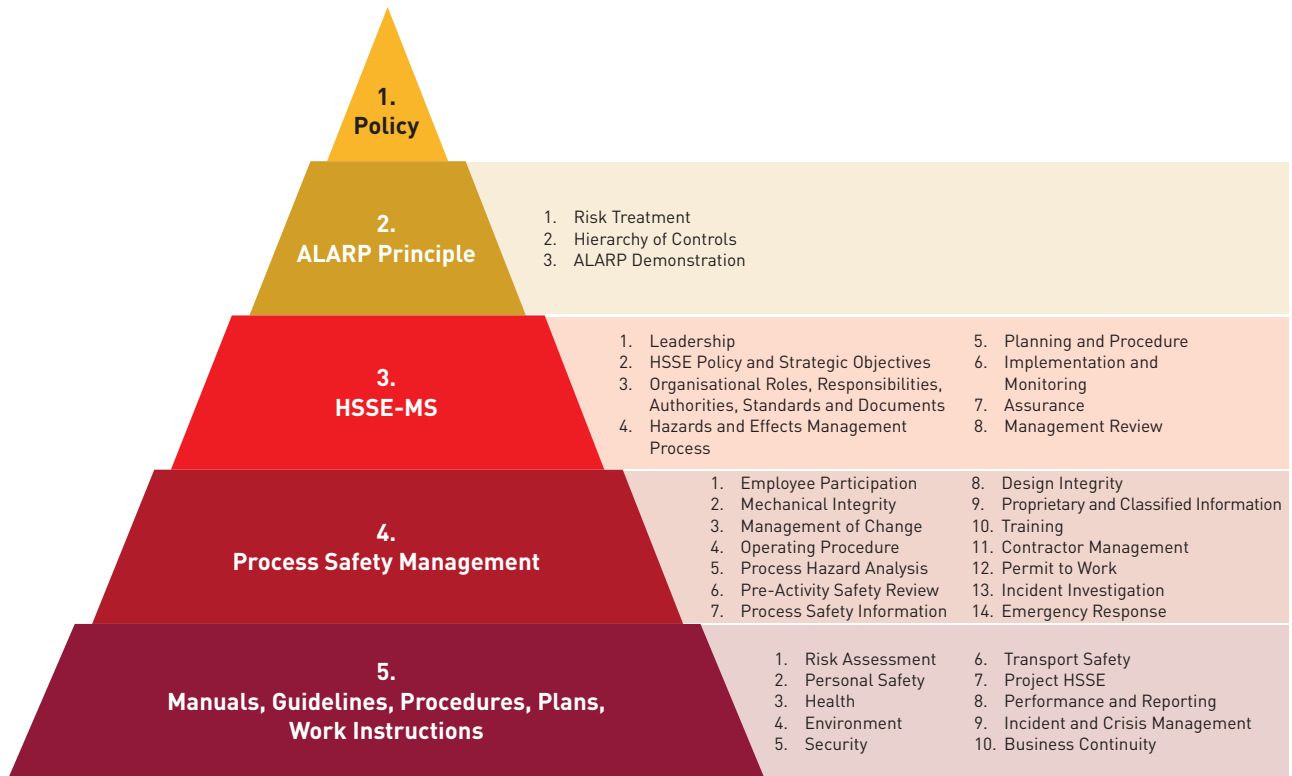 1.
Policy
2.
ALARP Principle
1. Risk Treatment
2. Hierarchy of Controls
3. ALARP Demonstration
3.
HSSE-MS
1. Leadership
2. HSSE Policy and Strategic Objectives
3. Organisational Roles, Responsibilities,
Authorities, Standards and Documents
4. Hazards and Effects Management
Process
5. Planning and Procedure
6. Implementation and
Monitoring
7. Assurance
8. Management Review
4.
Process Safety Management
1. Employee Participation
2. Mechanical Integrity
3. Management of Change
4. Operating Procedure
5. Process Hazard Analysis
6. Pre-Activity Safety Review
7. Process Safety Information
8. Design Integrity
9. Proprietary and Classified Information
10. Training
11. Contractor Management
12. Permit to Work
13. Incident Investigation
14. Emergency Response
5.
Manuals, Guidelines, Procedures, Plans,
Work Instructions
1. Risk Assessment
2. Personal Safety
3. Health
4. Environment
5. Security
6. Transport Safety
7. Project HSSE
8. Performance and Reporting
9. Incident and Crisis Management
10. Business Continuity